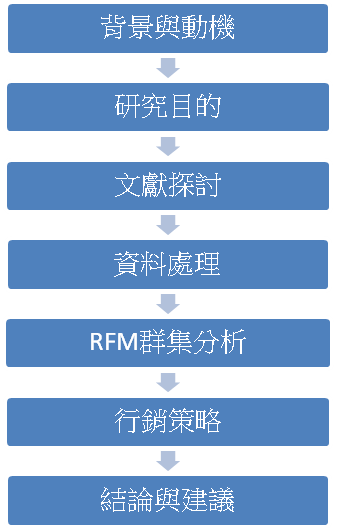 背景與動機
研究目的
文獻探討
資料處理
RFM群集分析
行銷策略
結論與建議